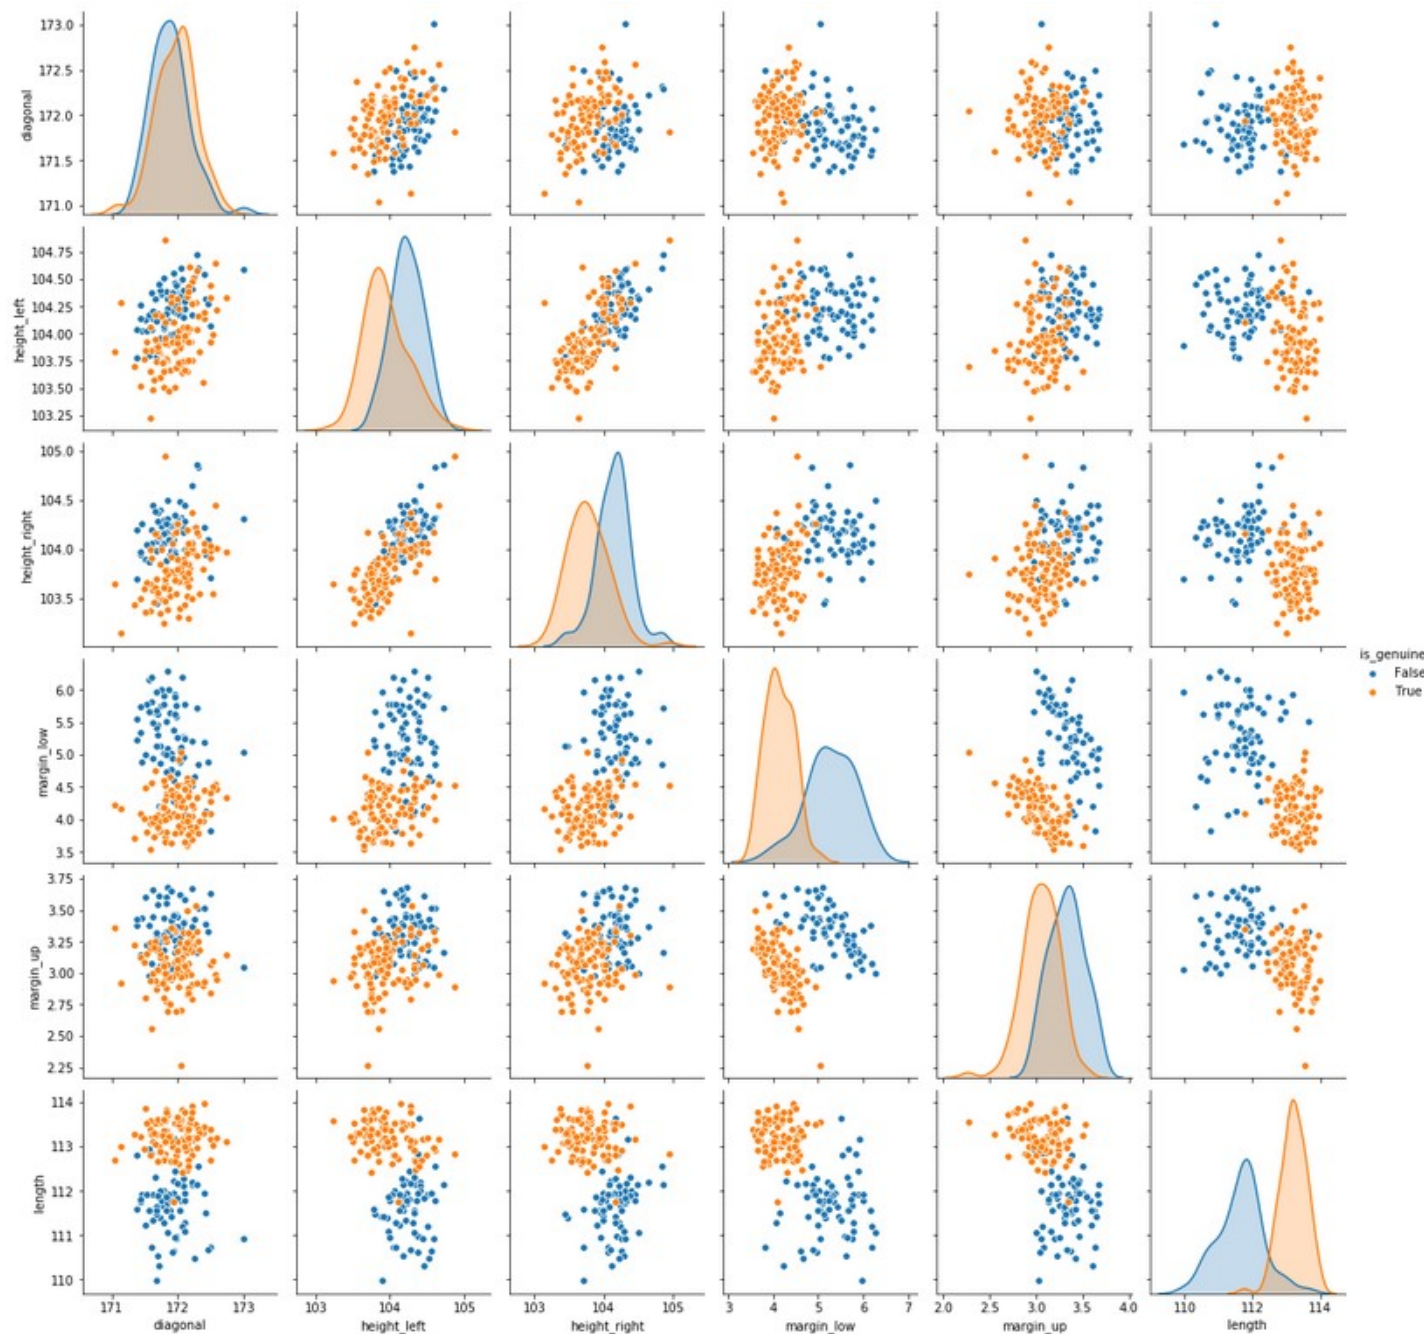 173.0
172.5
172.0
171.5
171.0
diagonal
104.75
104.50
104.25
104.00
103.75
103.50
103.25
height_left
105.0
104.5
104.0
103.5
height_right
6.0
5.5
5.0
4.5
4.0
3.5
margin_low
is_genuine
False
True
3.75
3.50
3.25
3.00
2.75
2.50
2.25
margin_up
114
113
112
111
110
length
171 172 173
103 104 105
103 104 105
3 4 5 6 7
2.0 2.5 3.0 3.5 4.0
110 112 114
diagonal height_left height_right margin_low margin_up length